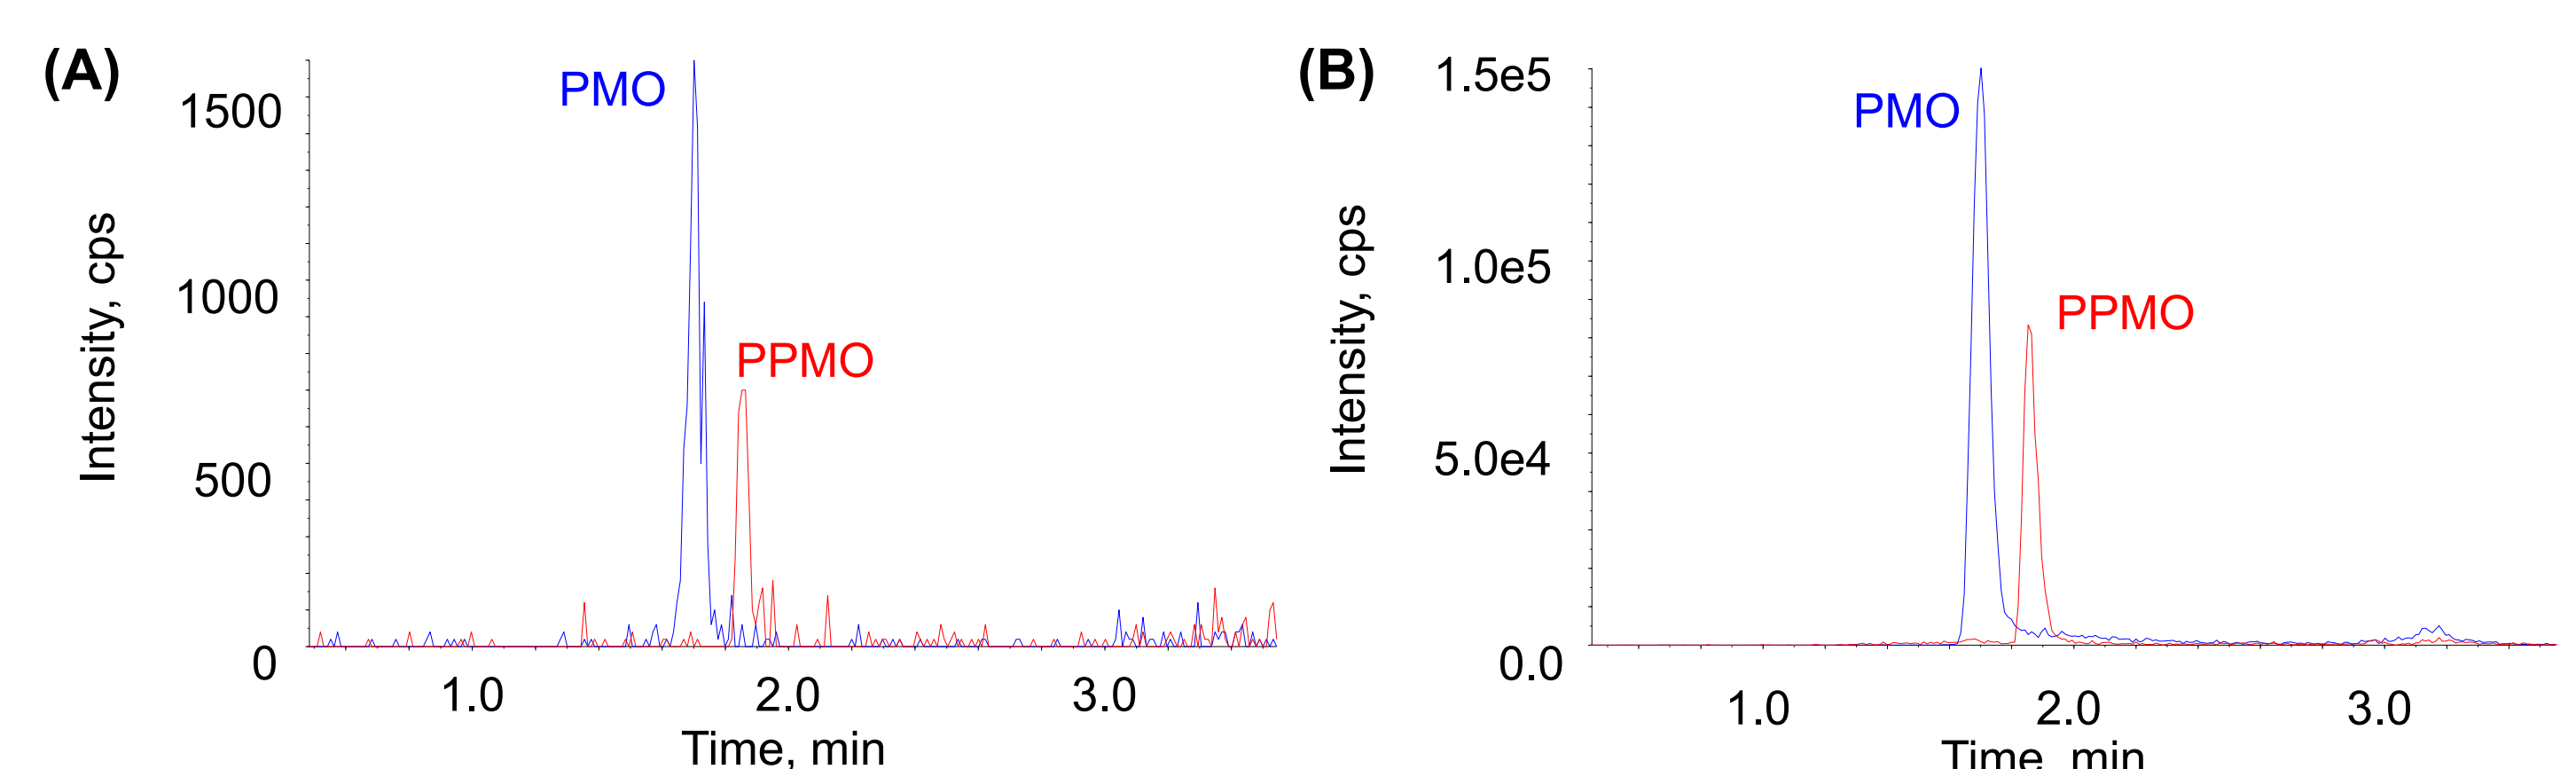 (A)
PMO
1500
1000
PPMO
500
0
Intensity, cps
1.0 2.0 3.0
Time, min
(B)
1.5e5
PMO
1.0e5
PPMO
5.0e4
0.0
Intensity, cps
1.0 2.0 3.0
Time, min